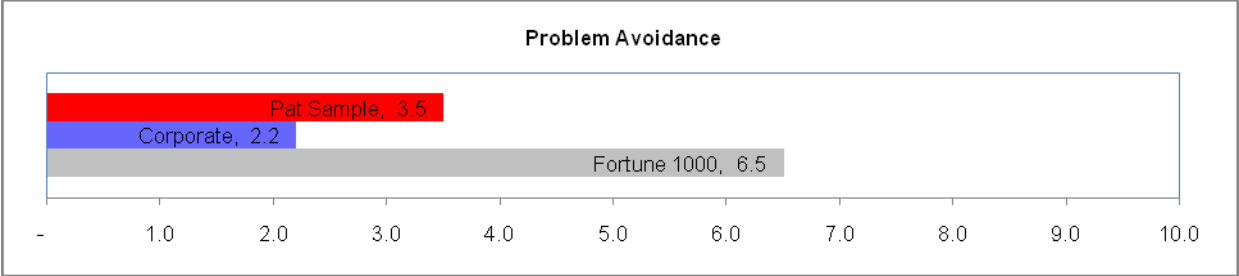 Problem Avoidance
Pat Sample, 3.5
Corporate, 2.2
Fortune 1000, 6.5
- 1.0 2.0 3.0 4.0 5.0 6.0 7.0 8.0 9.0 10.0